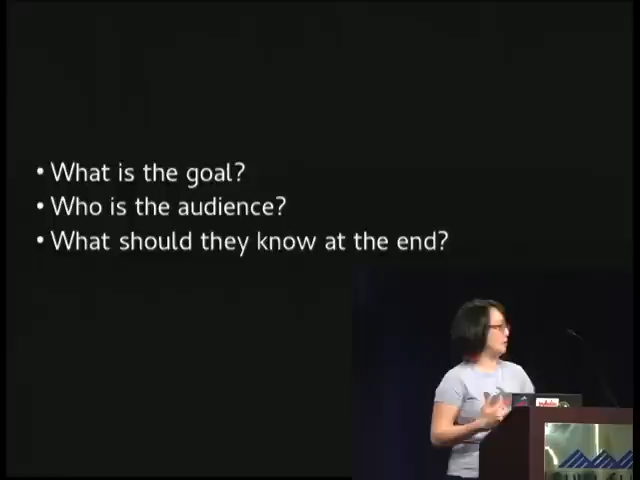 • What is the goal?
• Who is the audience?
• What should they know at the end?